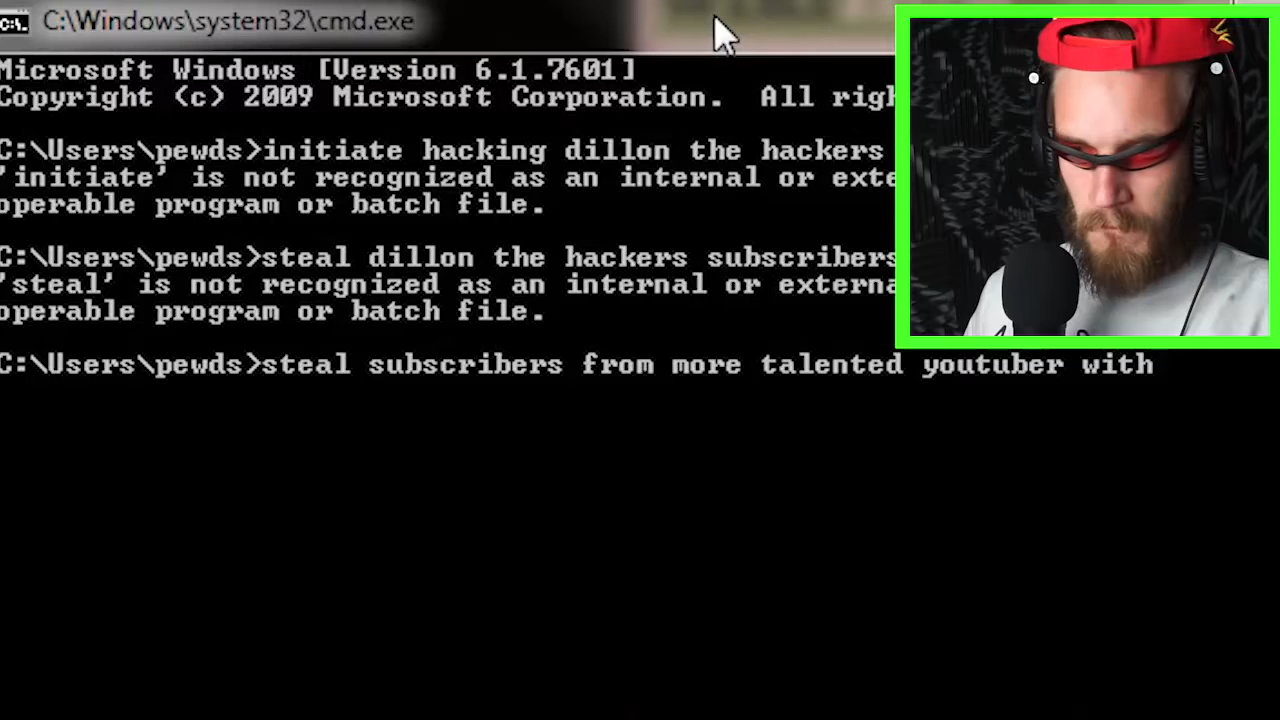 C:\Windows\system32\cmd.exe
Microsoft Windows [Version 6.1.7601]
Copyright (c) 2009 Microsoft Corporation. All
C:\Users\pewds>initiate hacking dillon the hackers
'initiate' is not recognized as an internal or
operable program or batch file.
C:\Users\pewds>steal dillon the hackers subscribers
'steal' is not recognized as an internal or
operable program or batch file.
C:\Users\pewds>steal subscribers from more talented youtuber with